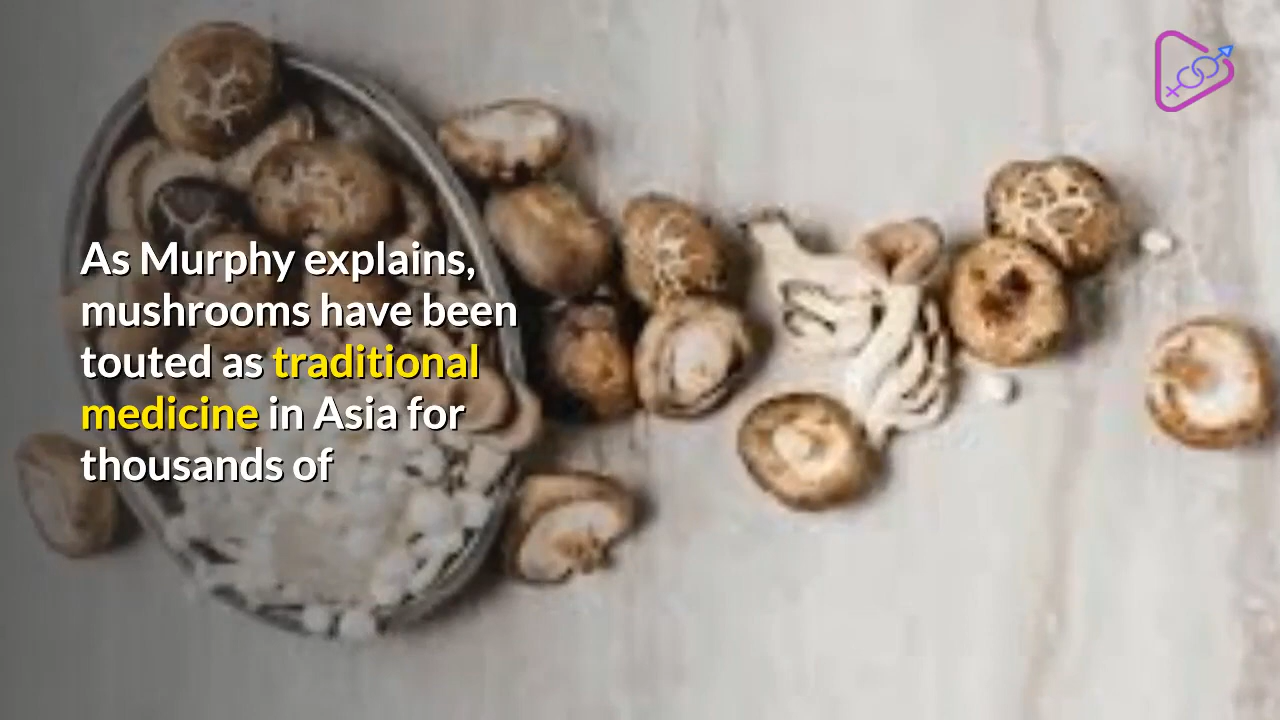 As Murphy explains,
mushrooms have been
touted as traditional
medicine in Asia for
thousands of